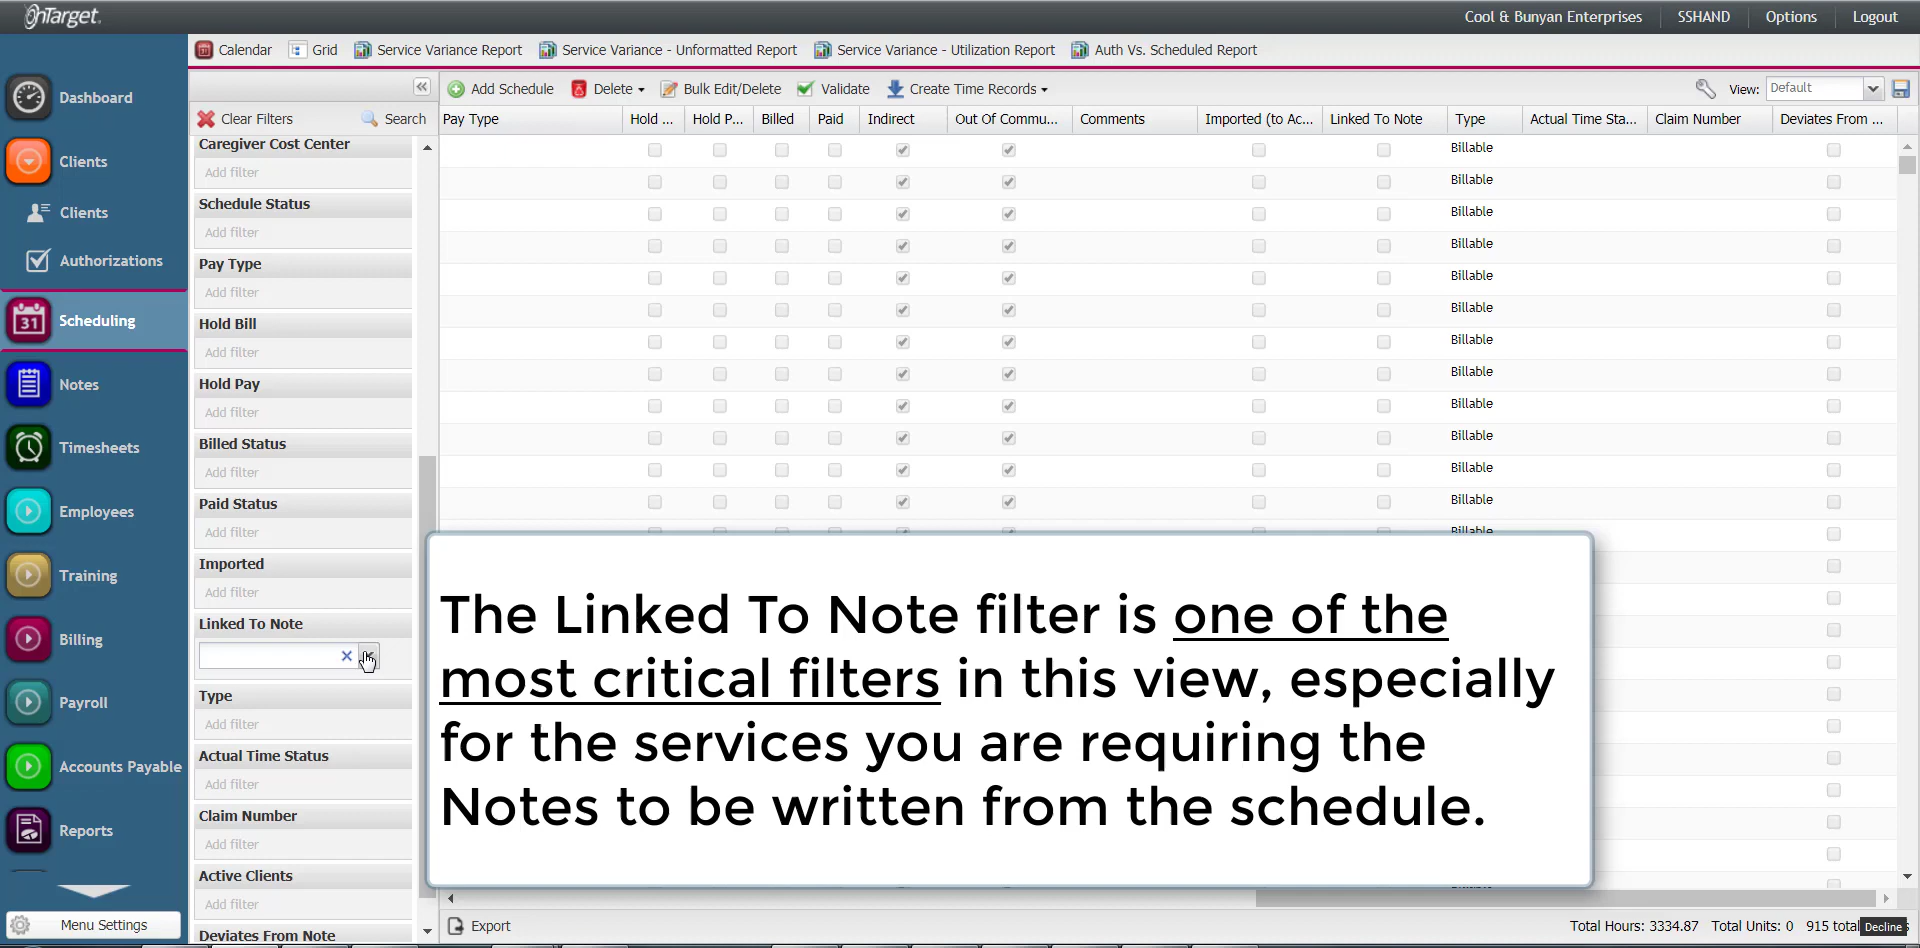 OnTarget
Cool & Bunyan Enterprises SSHAND Options Logout
Calendar Grid Service Variance Report Service Variance - Unformatted Report Service Variance - Utilization Report Auth Vs. Scheduled Report
Add Schedule Delete Bulk Edit/Delete Validate Create Time Records View: Default
Clear Filters Search
Pay Type Hold ... Hold P... Billed Paid Indirect Out Of Commu... Comments Imported (to Ac... Linked To Note Type Actual Time Sta... Claim Number Deviates From ...
Dashboard
Clients
Clients
Authorizations
Scheduling
31
Notes
Timesheets
Employees
Training
Billing
Payroll
Accounts Payable
Reports
Menu Settings
Caregiver Cost Center
Add filter
Schedule Status
Add filter
Pay Type
Add filter
Hold Bill
Add filter
Hold Pay
Add filter
Billed Status
Add filter
Paid Status
Add filter
Imported
Add filter
Linked To Note
Type
Add filter
Actual Time Status
Add filter
Claim Number
Add filter
Active Clients
Add filter
Deviates From Note
Billable
Billable
Billable
Billable
Billable
Billable
Billable
Billable
Billable
Billable
Billable
Billable
Billable
The Linked To Note filter is one of the
most critical filters in this view, especially
for the services you are requiring the
Notes to be written from the schedule.
Export
Total Hours: 3334.87 Total Units: 0 915 total
Decline